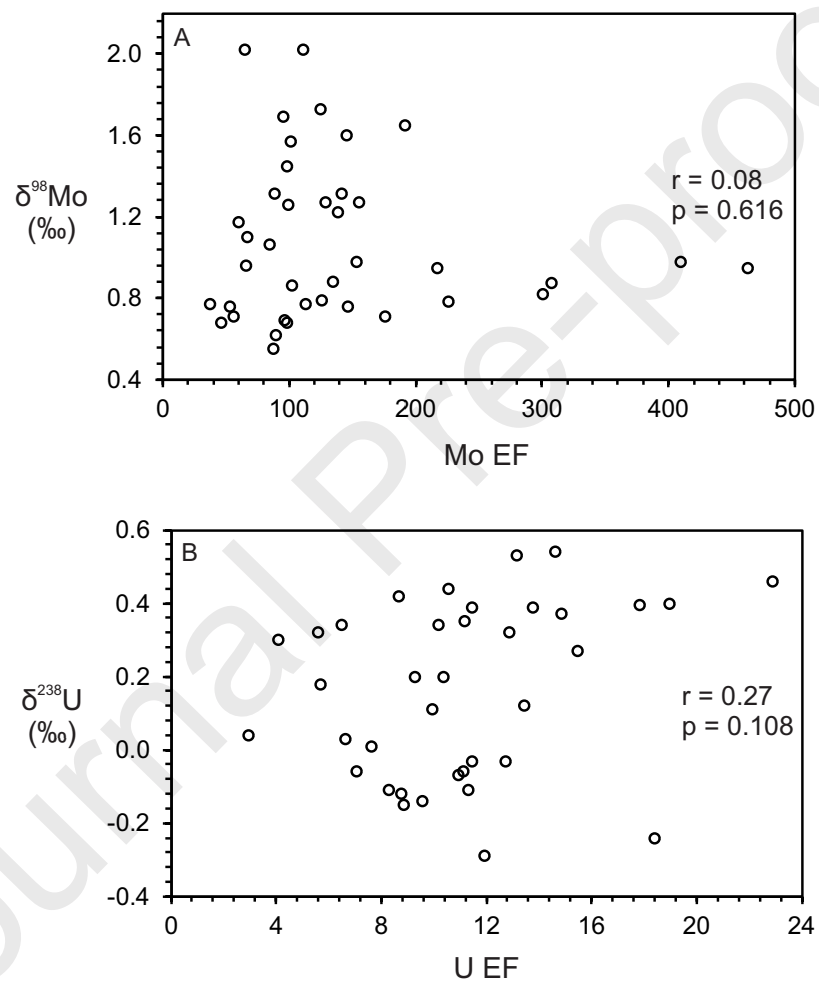 A
2.0
1.6
1.2
0.8
0.4
δ⁹⁸Mo
(‰)
r = 0.08
p = 0.616
0 100 200 300 400 500
Mo EF
B
0.6
0.4
0.2
0.0
-0.2
-0.4
δ²³⁸U
(‰)
r = 0.27
p = 0.108
0 4 8 12 16 20 24
U EF
Journal Pre-proo